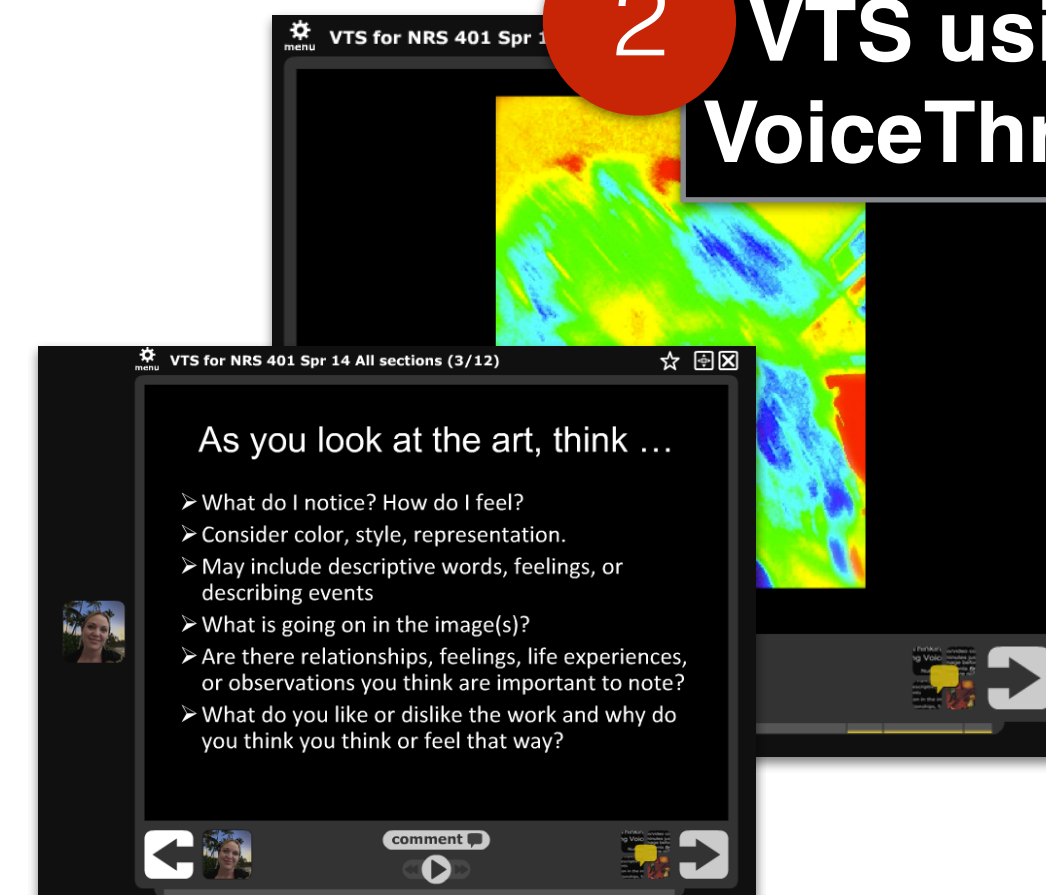 menu
VTS for NRS 401 Spr 1
2
VTS usi
VoiceThr
menu
VTS for NRS 401 Spr 14 All sections (3/12)
As you look at the art, think …
➢ What do I notice? How do I feel?
➢ Consider color, style, representation.
➢ May include descriptive words, feelings, or
describing events
➢ What is going on in the image(s)?
➢ Are there relationships, feelings, life experiences,
or observations you think are important to note?
➢ What do you like or dislike the work and why do
you think you think or feel that way?
comment